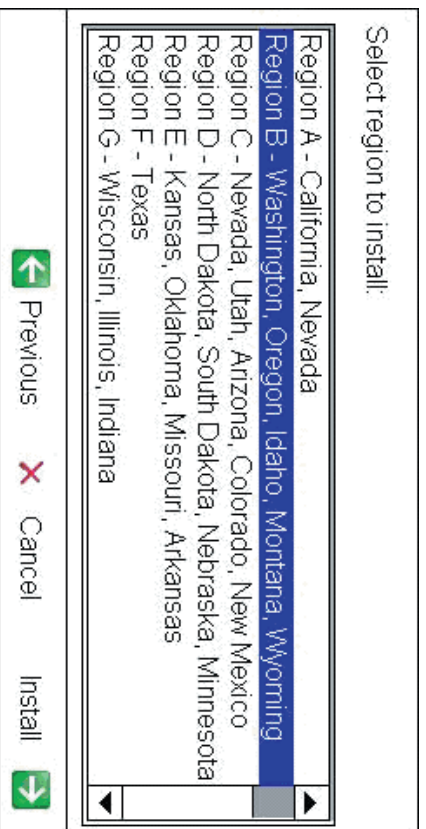 Select region to install:
Region A - California, Nevada
Region B - Washington, Oregon, Idaho, Montana, Wyoming
Region C - Nevada, Utah, Arizona, Colorado, New Mexico
Region D - North Dakota, South Dakota, Nebraska, Minnesota
Region E - Kansas, Oklahoma, Missouri, Arkansas
Region F - Texas
Region G - Wisconsin, Illinois, Indiana
Previous Cancel Install